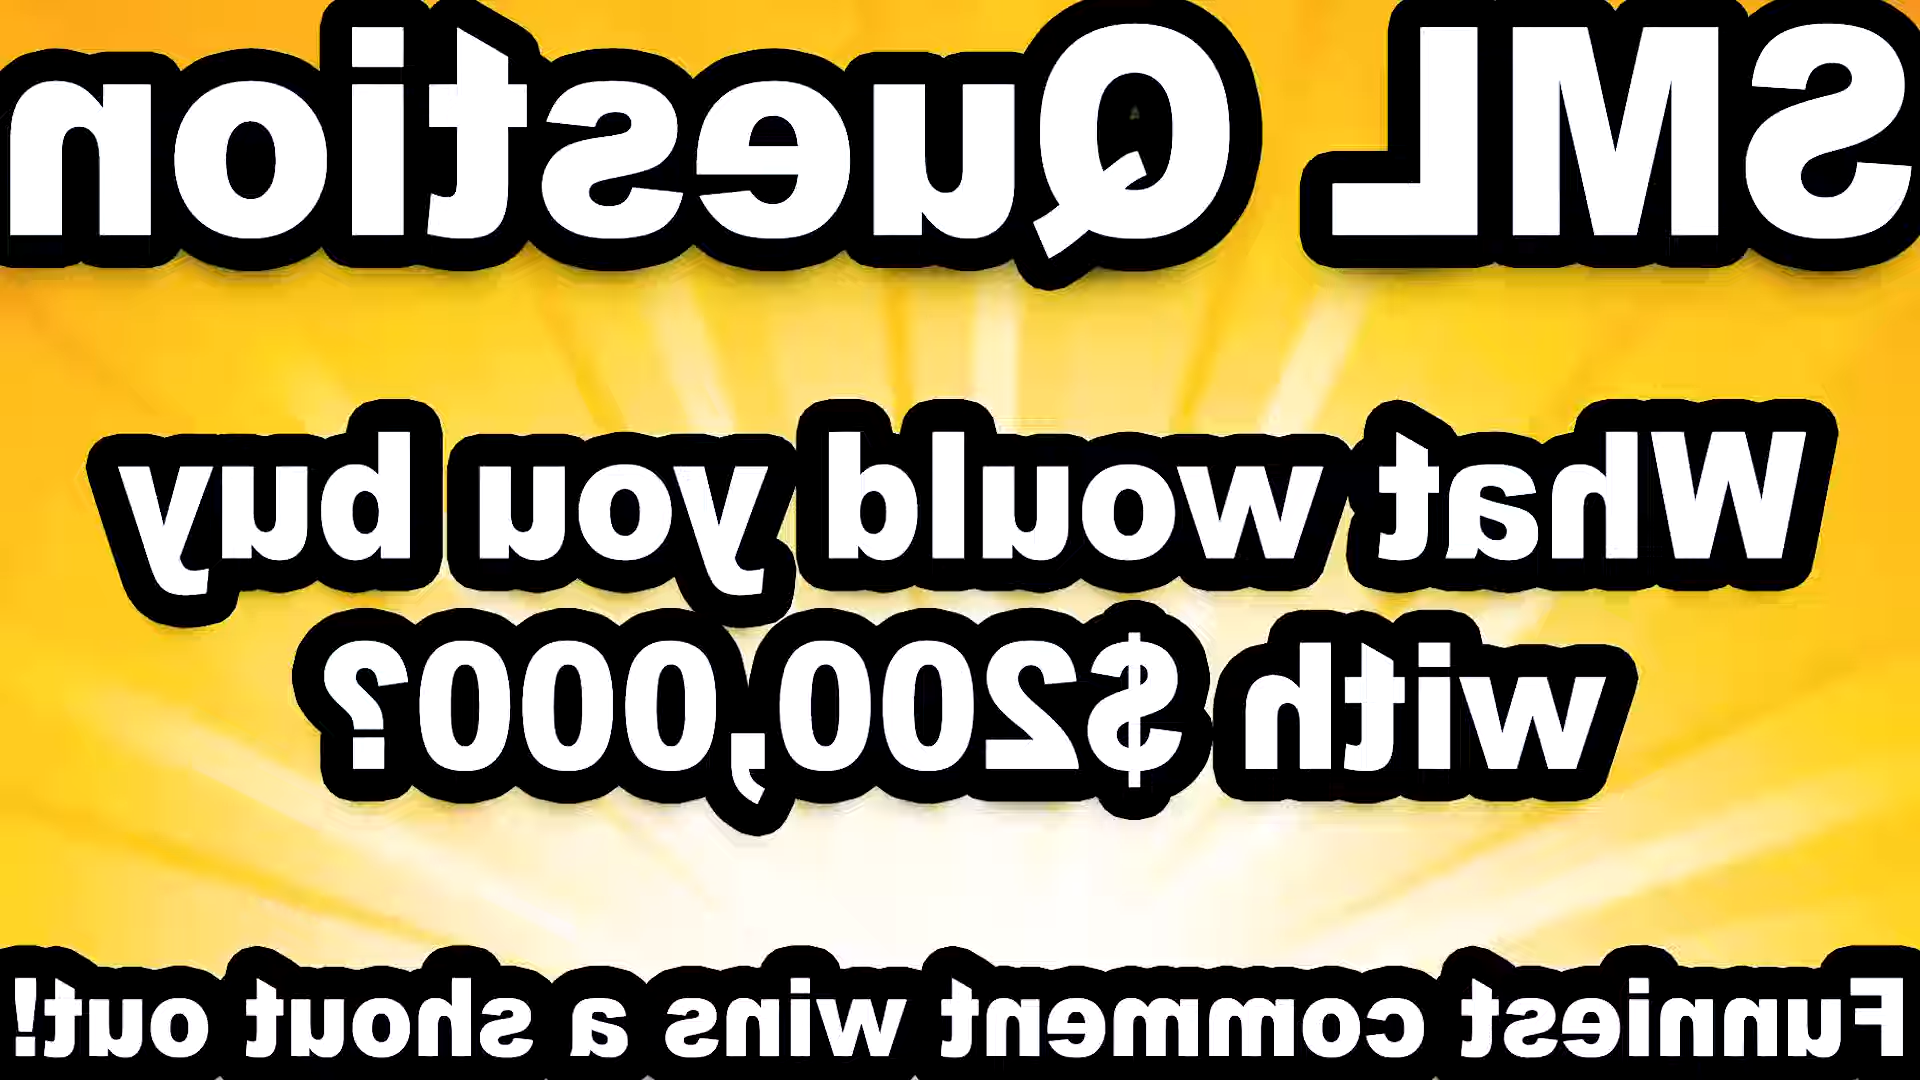 SML Question
What would you buy
with $200,000?
Funniest comment wins a shout out!